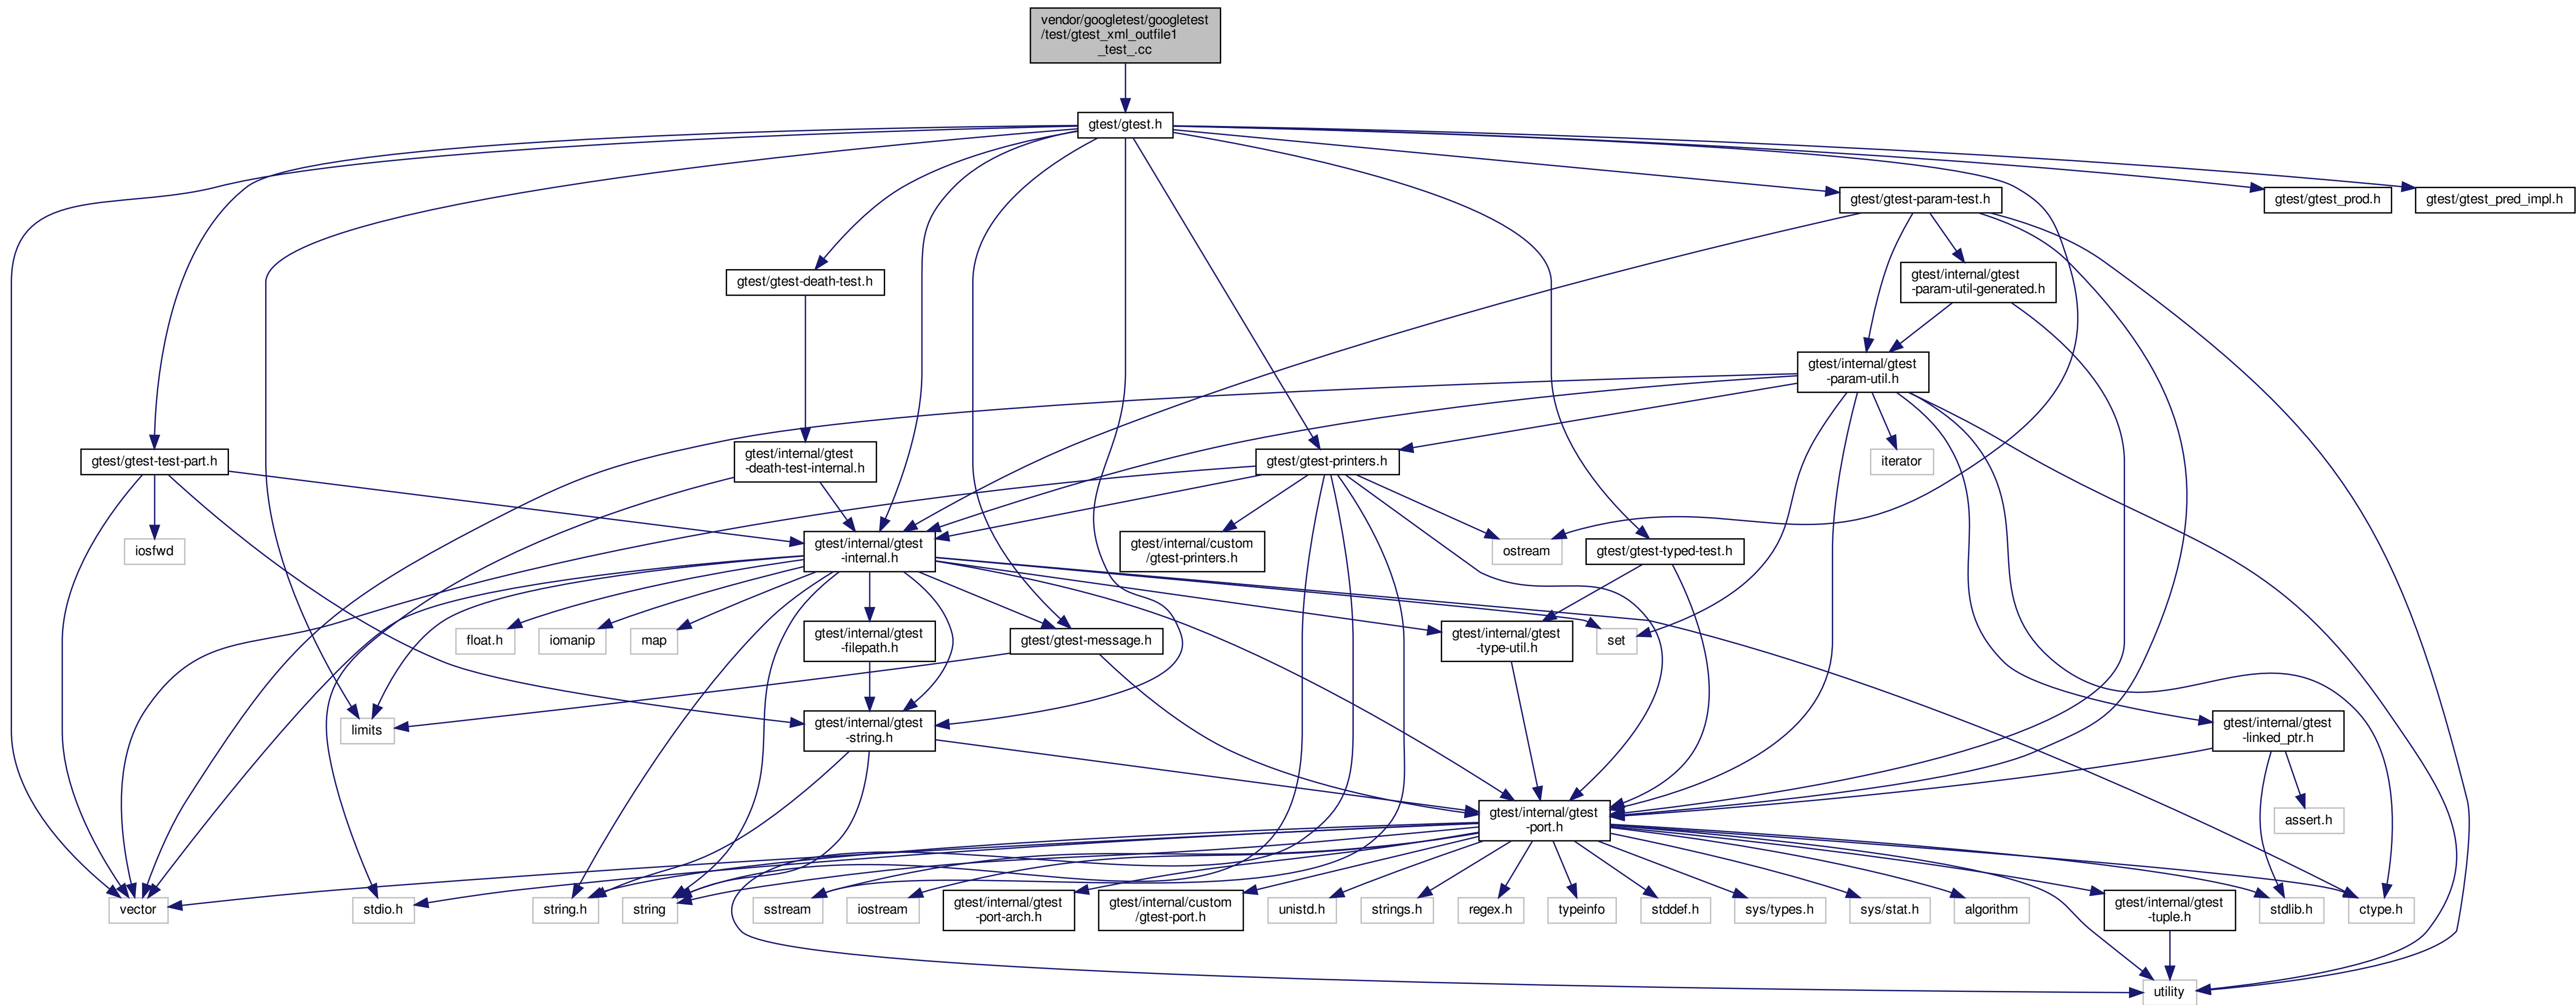 vendor/googletest/googletest
/test/gtest_xml_outfile1
_test_.cc
gtest/gtest.h
gtest/gtest-param-test.h
gtest/gtest_prod.h
gtest/gtest_pred_impl.h
gtest/gtest-death-test.h
gtest/internal/gtest
-param-util-generated.h
gtest/internal/gtest
-param-util.h
gtest/gtest-test-part.h
gtest/internal/gtest
-death-test-internal.h
gtest/gtest-printers.h
iterator
iosfwd
gtest/internal/gtest
-internal.h
gtest/internal/custom
/gtest-printers.h
ostream
gtest/gtest-typed-test.h
float.h
iomanip
map
gtest/internal/gtest
-filepath.h
gtest/gtest-message.h
gtest/internal/gtest
-type-util.h
set
limits
gtest/internal/gtest
-string.h
gtest/internal/gtest
-linked_ptr.h
gtest/internal/gtest
-port.h
assert.h
vector
stdio.h
string.h
string
sstream
iostream
gtest/internal/gtest
-port-arch.h
gtest/internal/custom
/gtest-port.h
unistd.h
strings.h
regex.h
typeinfo
stddef.h
sys/types.h
sys/stat.h
algorithm
gtest/internal/gtest
-tuple.h
stdlib.h
ctype.h
utility